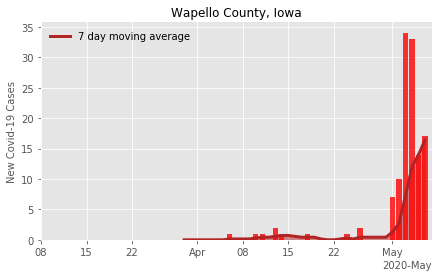 Wapello County, Iowa
7 day moving average
New Covid-19 Cases
35
30
25
20
15
10
5
0
08 15 22 Apr 08 15 22 May
2020-May